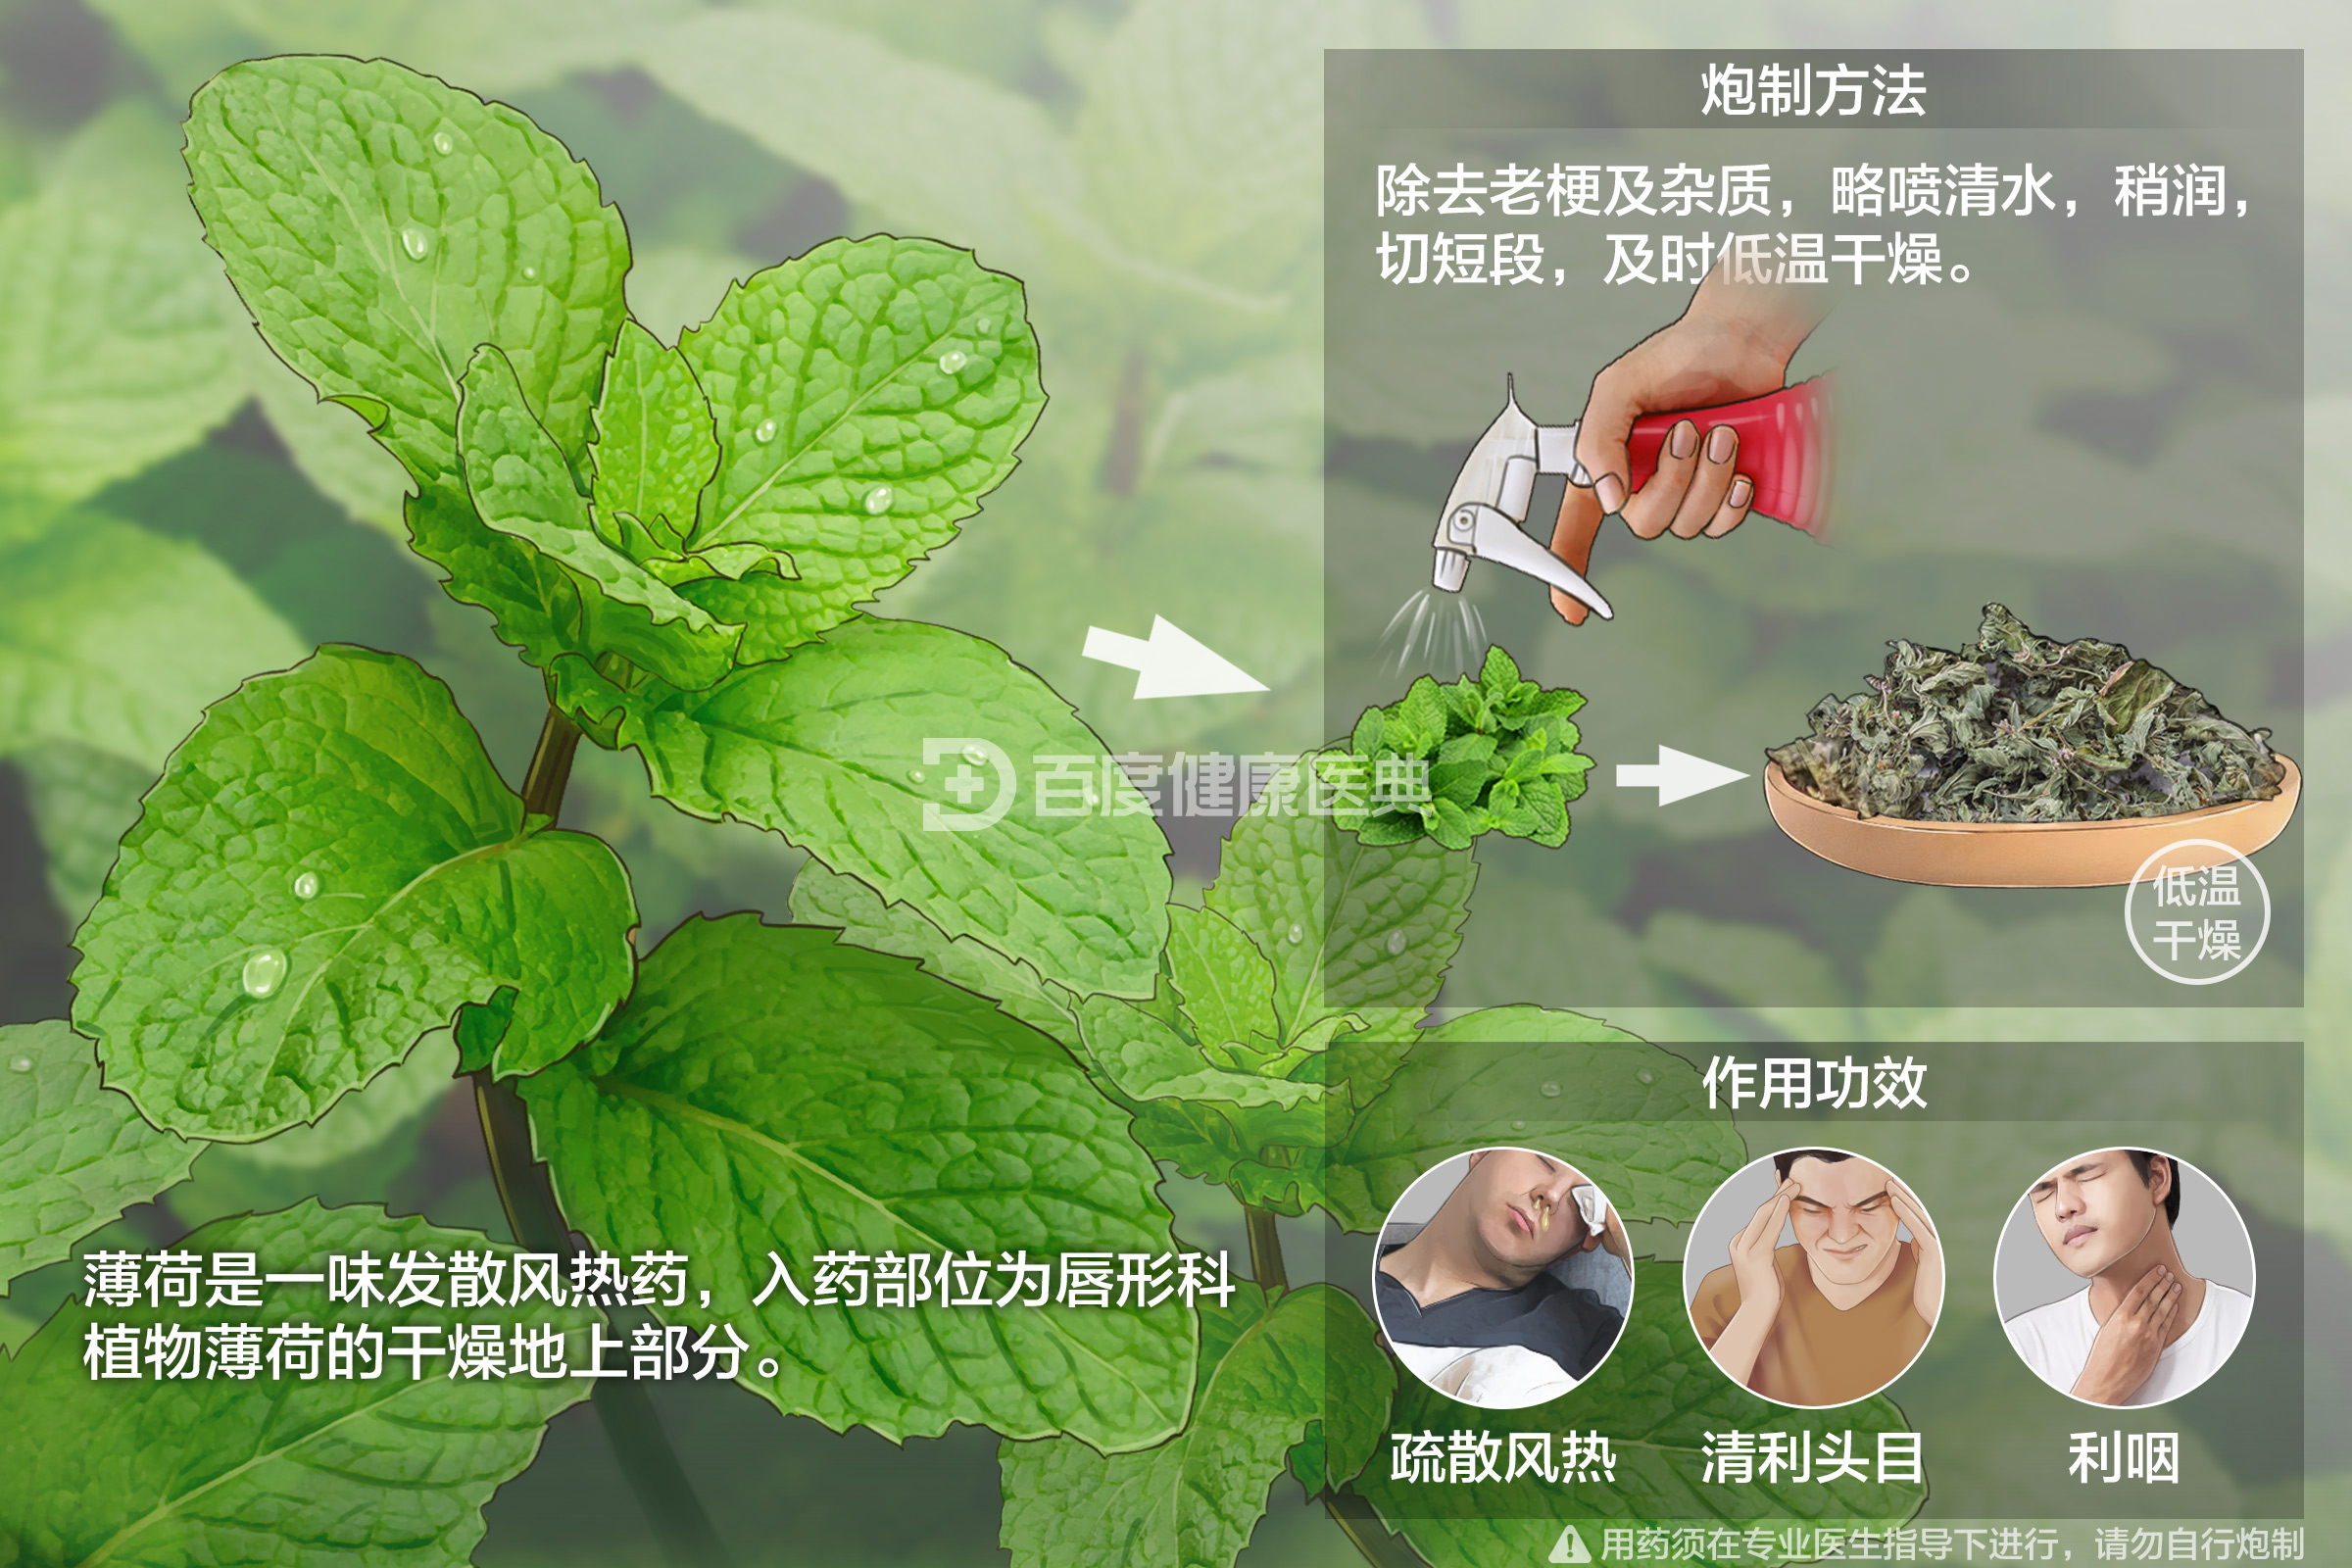 炮制方法
除去老梗及杂质，略喷清水，稍润，
切短段，及时低温干燥。
百度健康医典
低温
干燥
薄荷是一味发散风热药，入药部位为唇形科
植物薄荷的干燥地上部分。
作用功效
疏散风热
清利头目
利咽
用药须在专业医生指导下进行，请勿自行炮制